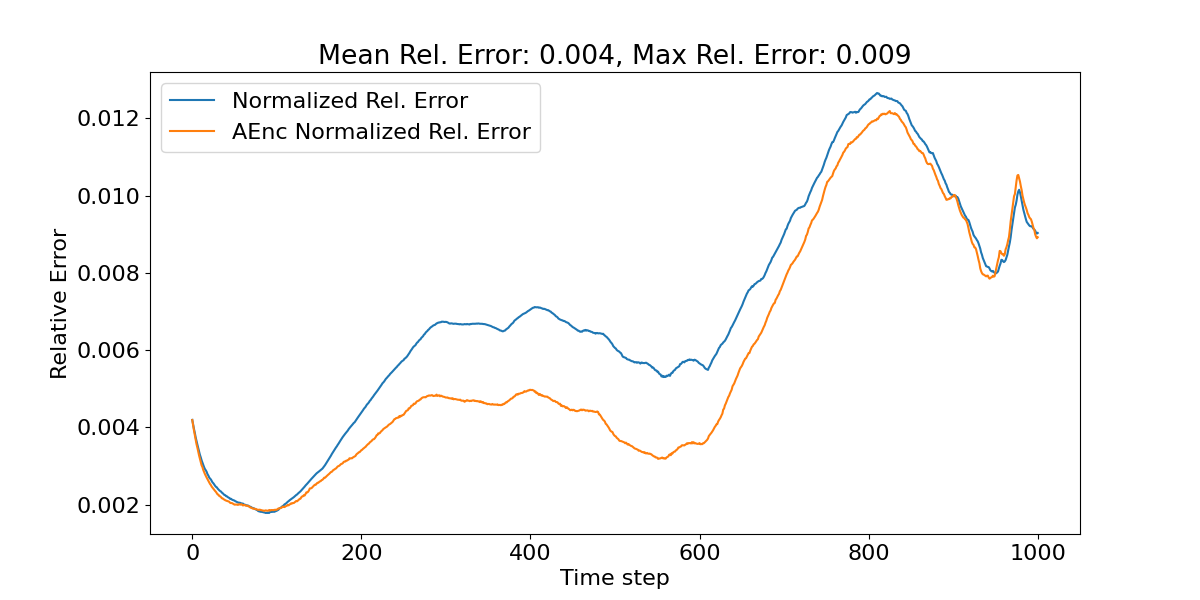 Mean Rel. Error: 0.004, Max Rel. Error: 0.009
Normalized Rel. Error
AEnc Normalized Rel. Error
Relative Error
0.012
0.010
0.008
0.006
0.004
0.002
0 200 400 600 800 1000
Time step